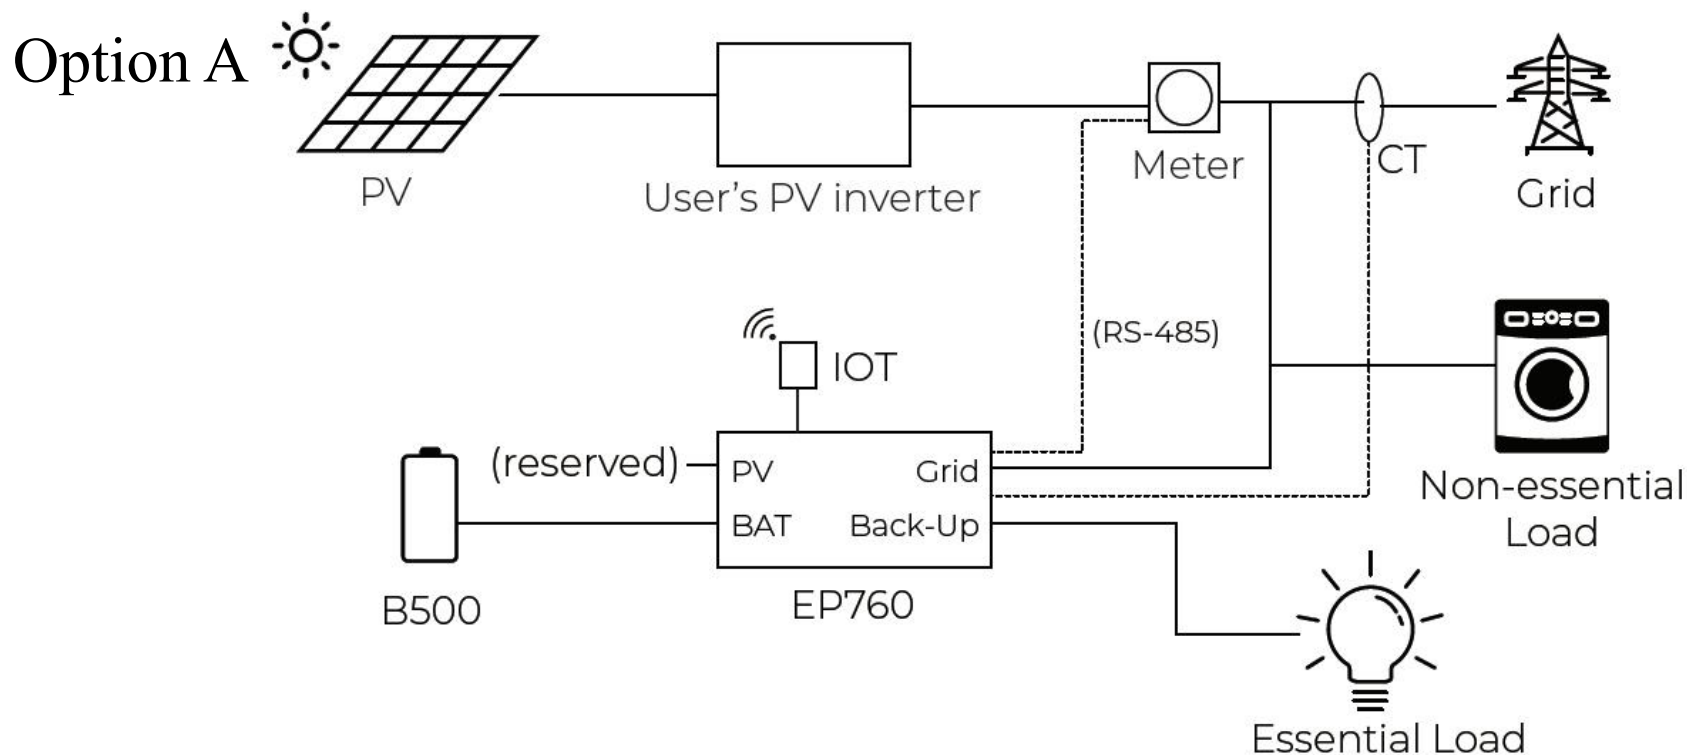 Option A
PV
User's PV inverter
Meter
CT
Grid
(RS-485)
IOT
(reserved)
PV
Grid
BAT
Back-Up
B500
EP760
Non-essential
Load
Essential Load